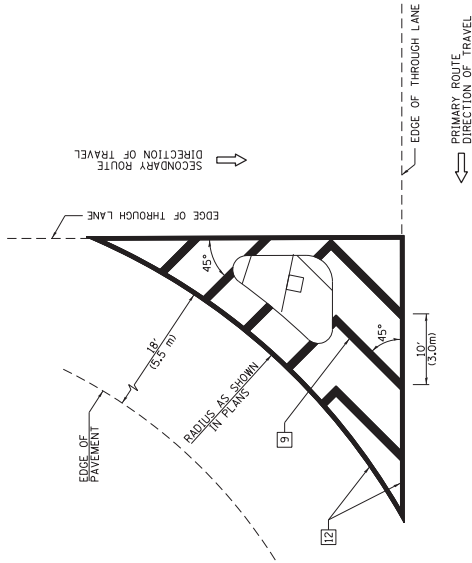 SECONDARY ROUTE
DIRECTION OF TRAVEL
EDGE OF THROUGH LANE
EDGE OF THROUGH LANE
PRIMARY ROUTE
DIRECTION OF TRAVEL
45°
18'
(5.5 m)
EDGE OF
PAVEMENT
RADIUS AS SHOWN
IN PLANS
9
45°
10'
(3.0m)
12